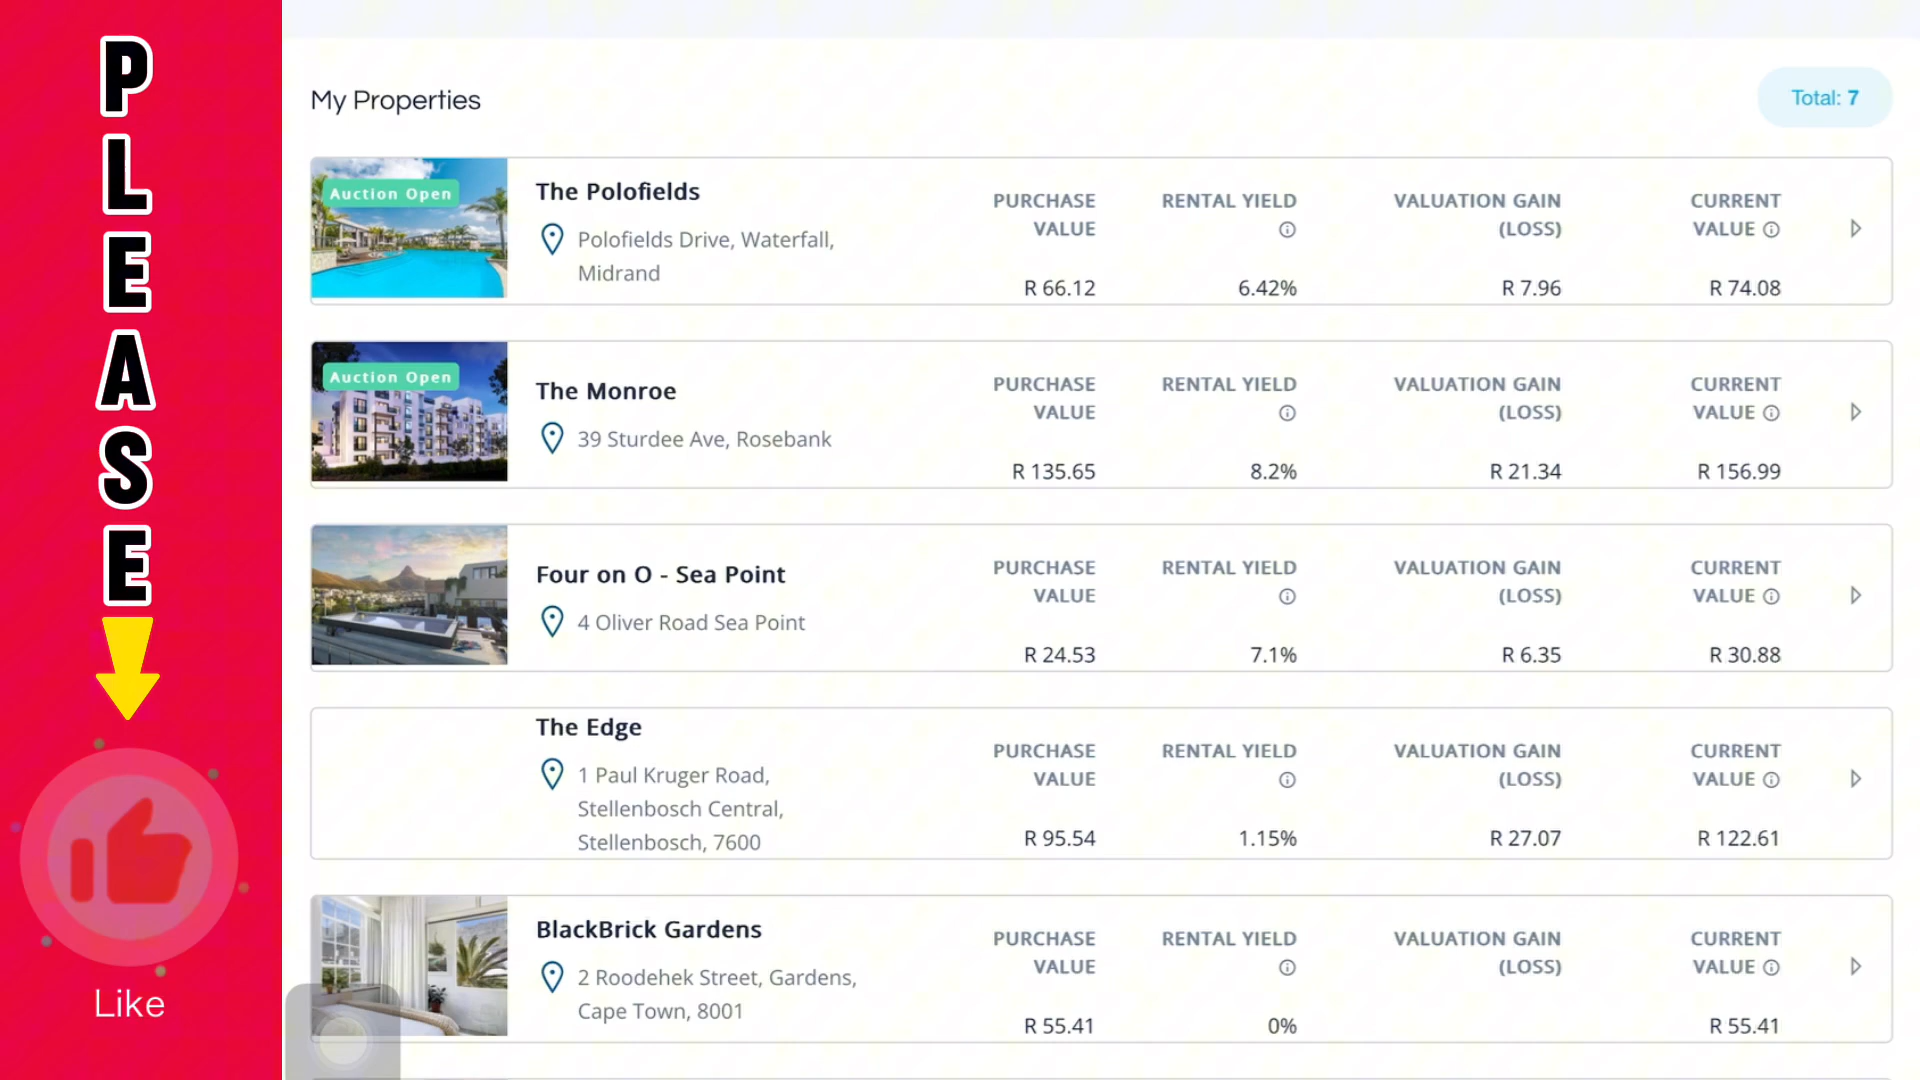 PLEASE
Like
My Properties
Total: 7
Auction Open
The Polofields
Polofields Drive, Waterfall,
Midrand
PURCHASE
VALUE
R 66.12
RENTAL YIELD
6.42%
VALUATION GAIN
(LOSS)
R 7.96
CURRENT
VALUE
R 74.08
Auction Open
The Monroe
39 Sturdee Ave, Rosebank
PURCHASE
VALUE
R 135.65
RENTAL YIELD
8.2%
VALUATION GAIN
(LOSS)
R 21.34
CURRENT
VALUE
R 156.99
Four on O - Sea Point
4 Oliver Road Sea Point
PURCHASE
VALUE
R 24.53
RENTAL YIELD
7.1%
VALUATION GAIN
(LOSS)
R 6.35
CURRENT
VALUE
R 30.88
The Edge
1 Paul Kruger Road,
Stellenbosch Central,
Stellenbosch, 7600
PURCHASE
VALUE
R 95.54
RENTAL YIELD
1.15%
VALUATION GAIN
(LOSS)
R 27.07
CURRENT
VALUE
R 122.61
BlackBrick Gardens
2 Roodehek Street, Gardens,
Cape Town, 8001
PURCHASE
VALUE
R 55.41
RENTAL YIELD
0%
VALUATION GAIN
(LOSS)
CURRENT
VALUE
R 55.41